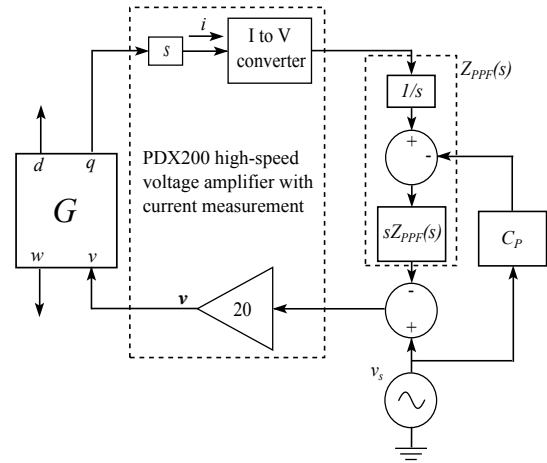 i
I to V
converter
s
Z_PPF(s)
1/s
+
-
d
q
G
w
v
PDX200 high-speed
voltage amplifier with
current measurement
sZ_PPF(s)
C_P
v
20
-
+
v_s